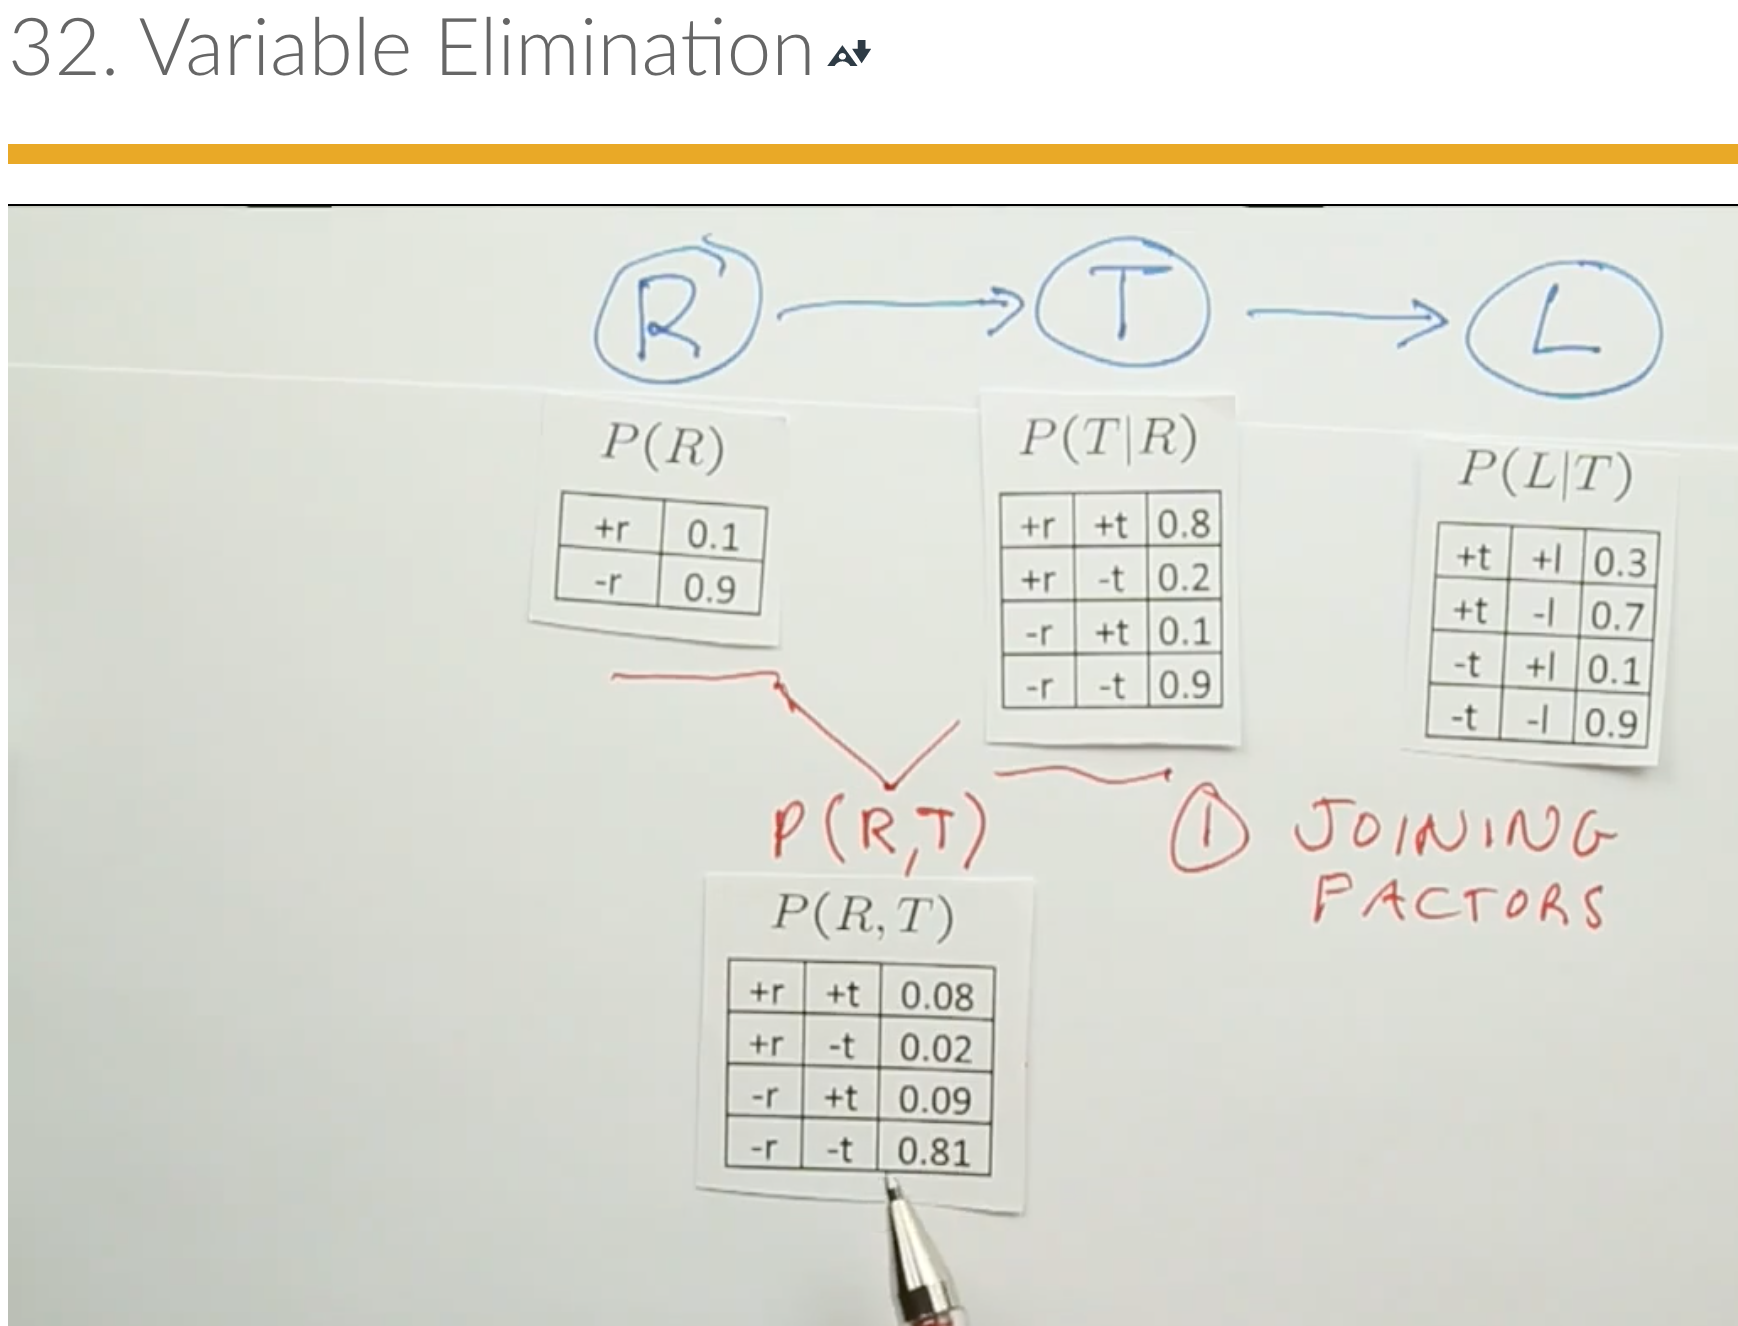 32. Variable Elimination
R T L
P(R)
+r 0.1
-r 0.9
P(T|R)
+r +t 0.8
+r -t 0.2
-r +t 0.1
-r -t 0.9
P(L|T)
+t +l 0.3
+t -l 0.7
-t +l 0.1
-t -l 0.9
P(R,T)
① JOINING
FACTORS
P(R,T)
+r +t 0.08
+r -t 0.02
-r +t 0.09
-r -t 0.81